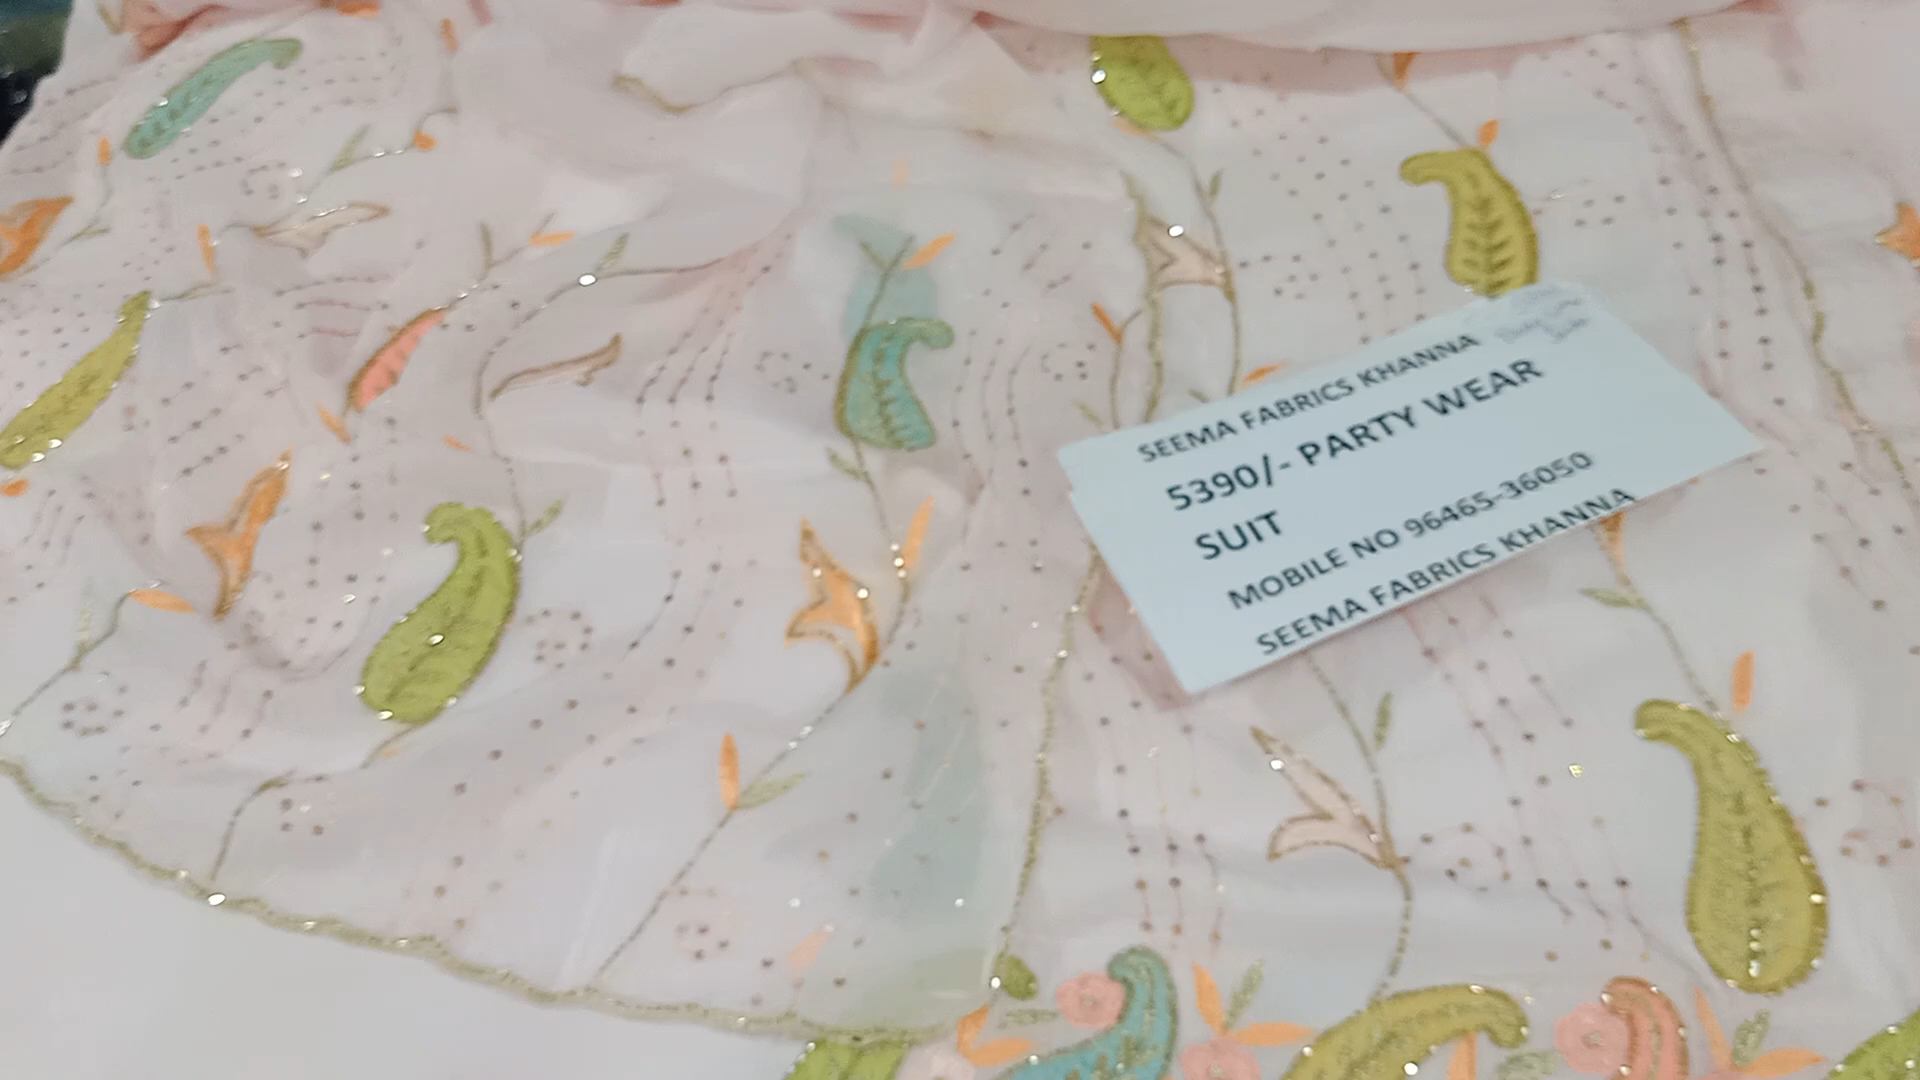 SEEMA FABRICS KHANNA
5390/- PARTY WEAR
SUIT
MOBILE NO 96465-36050
SEEMA FABRICS KHANNA